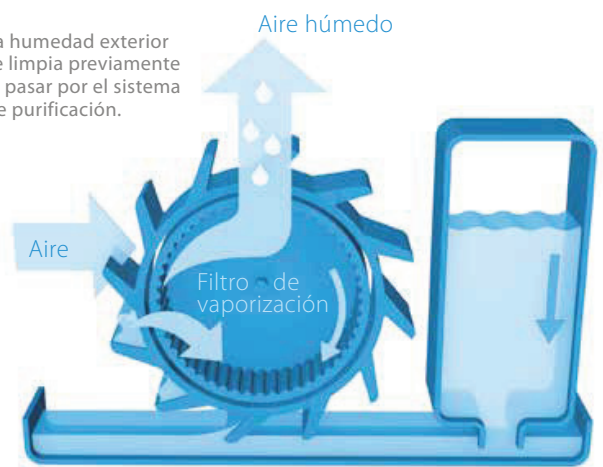 Aire húmedo
a humedad exterior
e limpia previamente
pasar por el sistema
e purificación.
Aire
Filtro de
vaporización